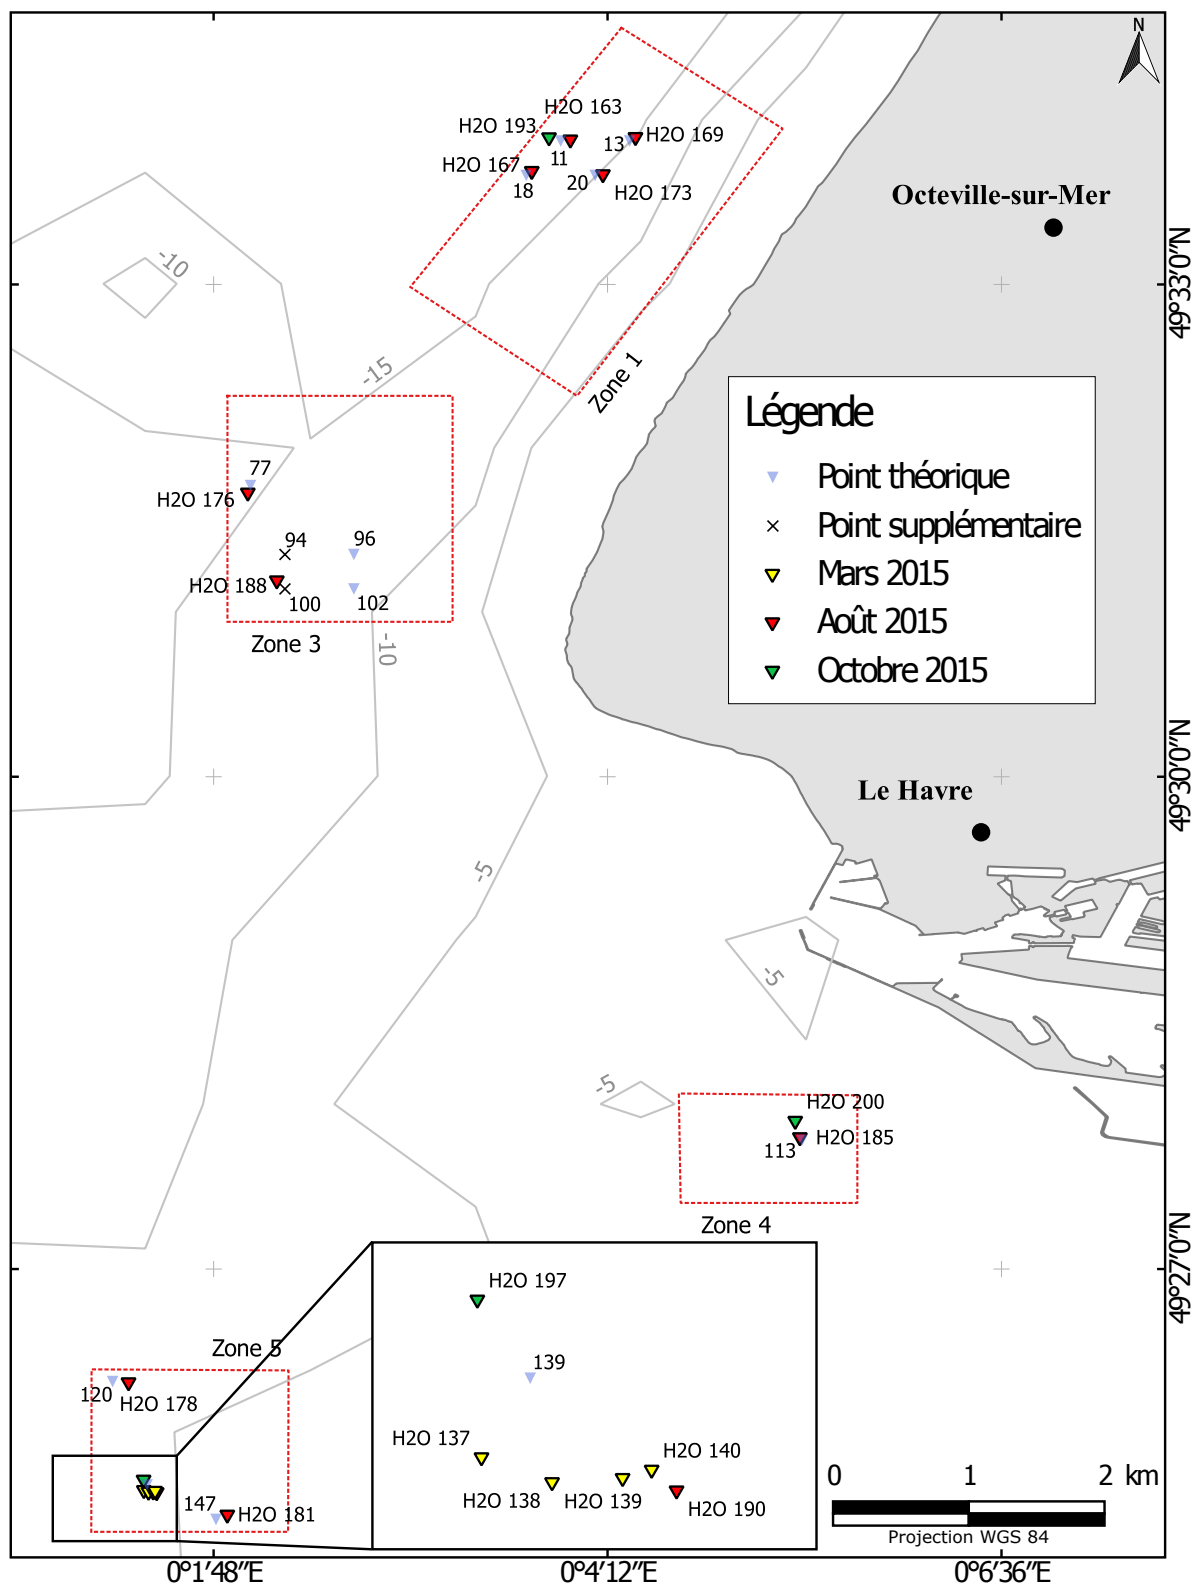 N
H2O 163
H2O 193
11
13
H2O 169
H2O 167
18
20
H2O 173
Octeville-sur-Mer
-10
49°33'0"N
-15
Zone 1
Légende
Point théorique
Point supplémentaire
Mars 2015
Août 2015
Octobre 2015
77
H2O 176
94
96
H2O 188
100
102
Zone 3
-10
49°30'0"N
Le Havre
-5
-5
-5
H2O 200
113
H2O 185
Zone 4
49°27'0"N
H2O 197
139
H2O 137
H2O 140
H2O 138
H2O 139
H2O 190
Zone 5
120
H2O 178
147
H2O 181
0 1 2 km
Projection WGS 84
0°1'48"E
0°4'12"E
0°6'36"E